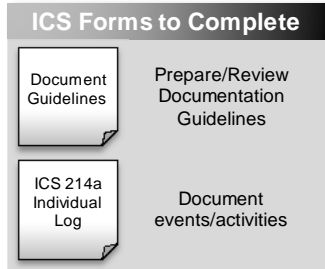 ICS Forms to Complete
Document
Guidelines
Prepare/Review
Documentation
Guidelines
ICS 214a
Individual
Log
Document
events/activities